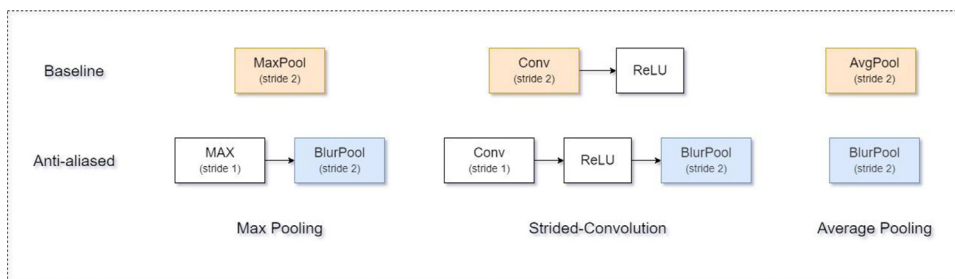 Baseline
MaxPool
(stride 2)
Conv
(stride 2)
ReLU
AvgPool
(stride 2)
Anti-aliased
MAX
(stride 1)
BlurPool
(stride 2)
Conv
(stride 1)
ReLU
BlurPool
(stride 2)
BlurPool
(stride 2)
Max Pooling
Strided-Convolution
Average Pooling